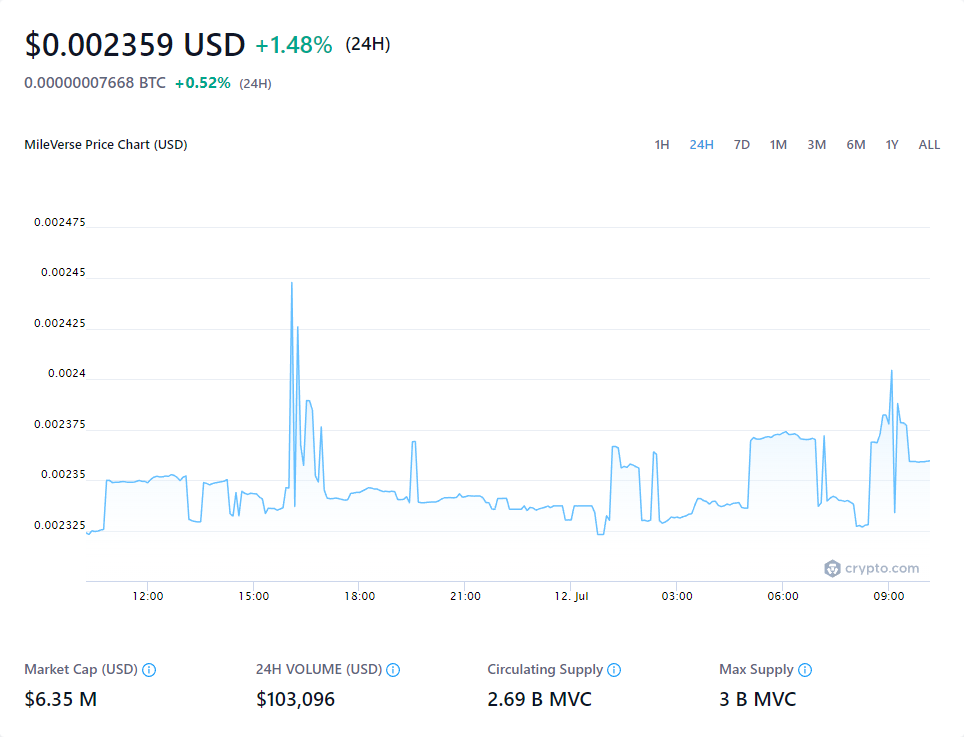 $0.002359 USD +1.48% (24H)
0.00000007668 BTC +0.52% (24H)
MileVerse Price Chart (USD) 1H 24H 7D 1M 3M 6M 1Y ALL
0.002475
0.00245
0.002425
0.0024
0.002375
0.00235
0.002325
crypto.com
12:00 15:00 18:00 21:00 12. Jul 03:00 06:00 09:00
Market Cap (USD) 24H VOLUME (USD) Circulating Supply Max Supply
$6.35 M $103,096 2.69 B MVC 3 B MVC